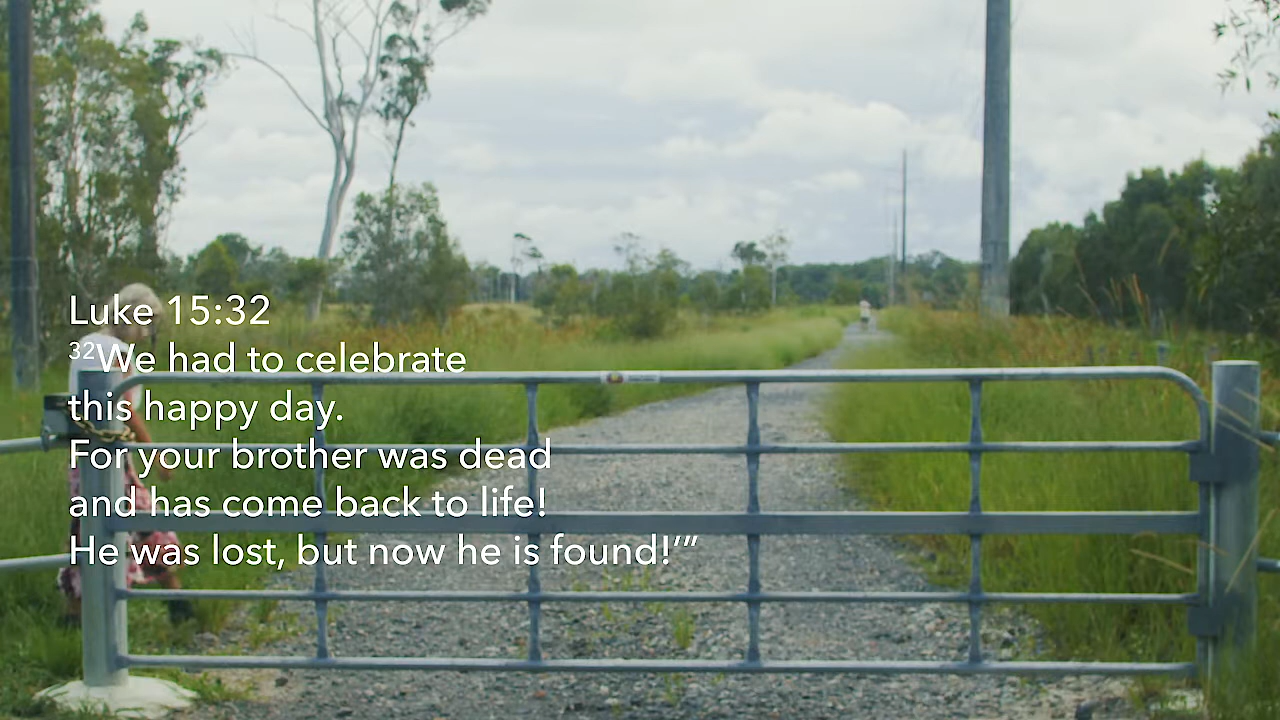 Luke 15:32
³²We had to celebrate
this happy day.
For your brother was dead
and has come back to life!
He was lost, but now he is found!’”